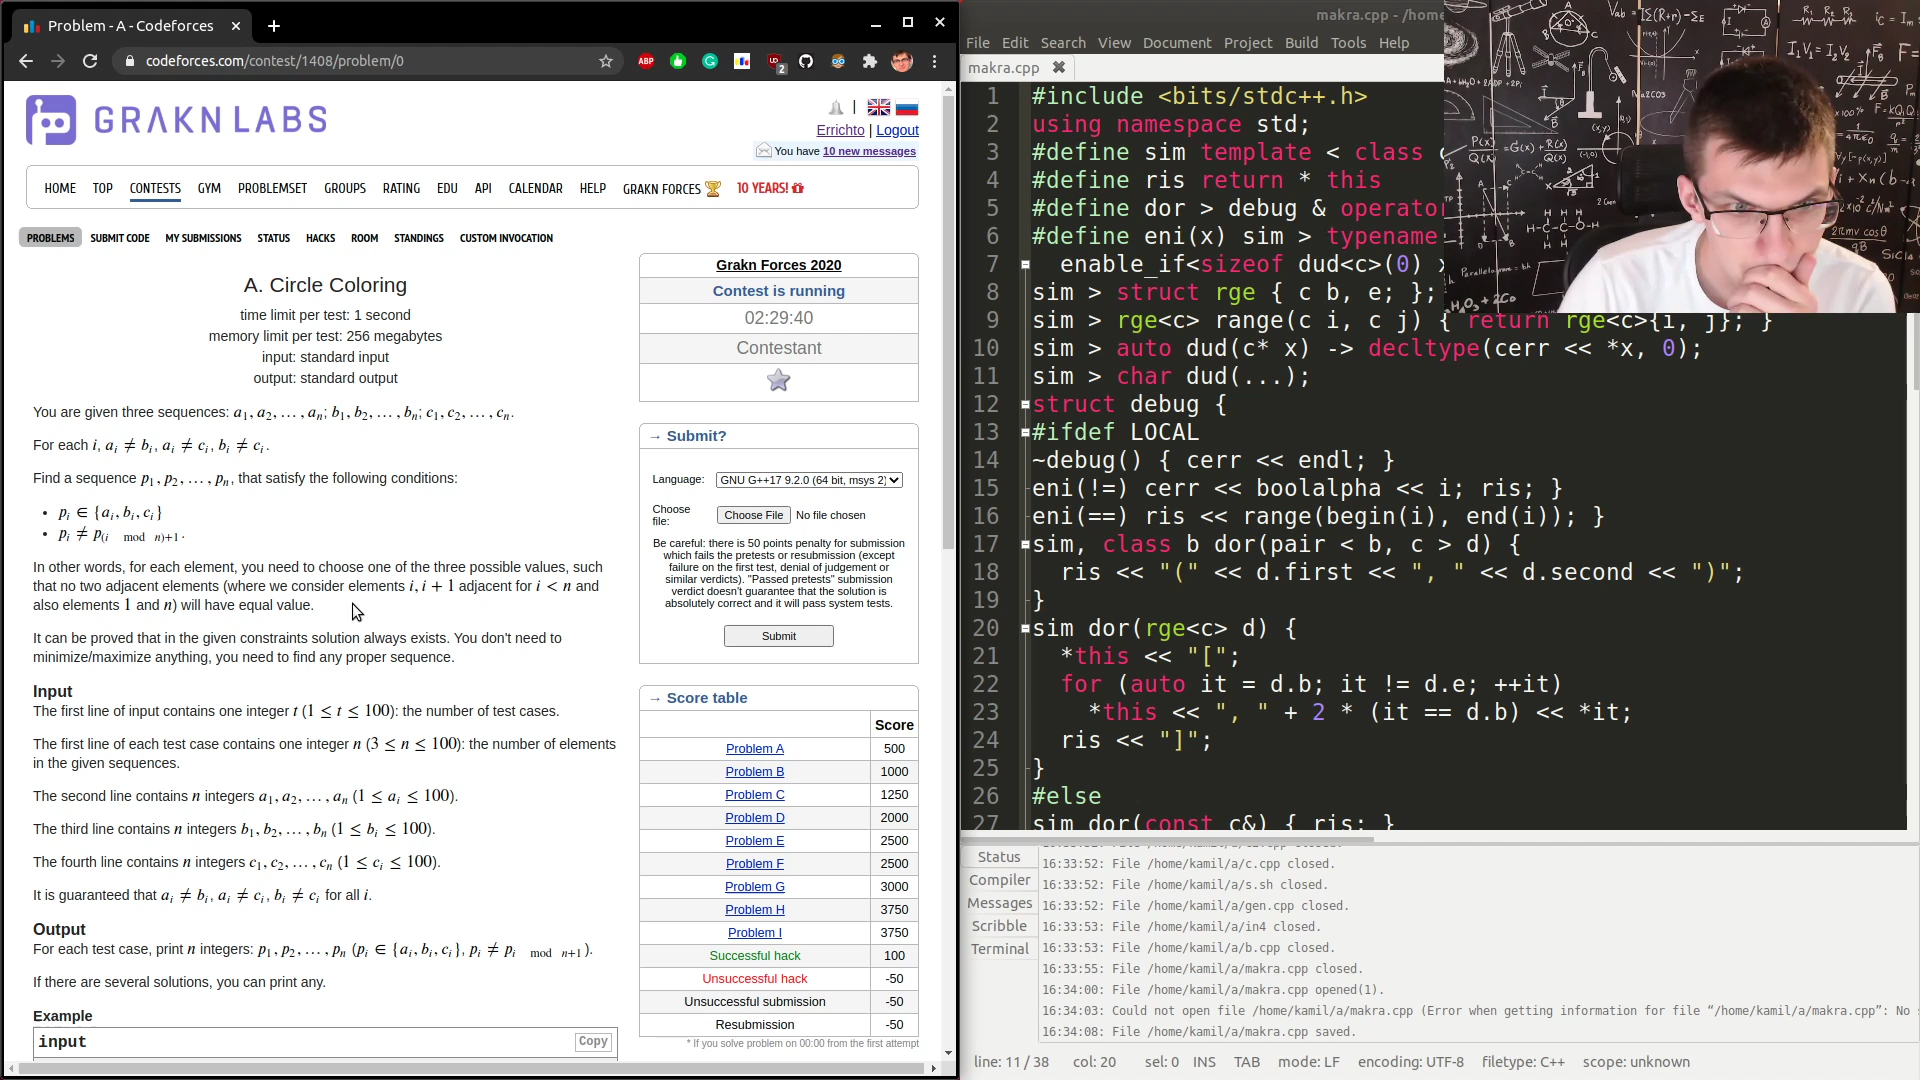 Problem - A - Codeforces
codeforces.com/contest/1408/problem/0
GRAKN LABS
Errichto | Logout
You have 10 new messages
HOME TOP CONTESTS GYM PROBLEMSET GROUPS RATING EDU API CALENDAR HELP GRAKN FORCES 10 YEARS!
PROBLEMS SUBMIT CODE MY SUBMISSIONS STATUS HACKS ROOM STANDINGS CUSTOM INVOCATION
A. Circle Coloring
time limit per test: 1 second
memory limit per test: 256 megabytes
input: standard input
output: standard output
You are given three sequences: a1, a2, …, an; b1, b2, …, bn; c1, c2, …, cn.
For each i, ai ≠ bi, ai ≠ ci, bi ≠ ci.
Find a sequence p1, p2, …, pn, that satisfy the following conditions:
• pi ∈ {ai, bi, ci}
• pi ≠ p(i mod n)+1.
In other words, for each element, you need to choose one of the three possible values, such
that no two adjacent elements (where we consider elements i, i + 1 adjacent for i < n and
also elements 1 and n) will have equal value.
It can be proved that in the given constraints solution always exists. You don't need to
minimize/maximize anything, you need to find any proper sequence.
Input
The first line of input contains one integer t (1 ≤ t ≤ 100): the number of test cases.
The first line of each test case contains one integer n (3 ≤ n ≤ 100): the number of elements
in the given sequences.
The second line contains n integers a1, a2, …, an (1 ≤ ai ≤ 100).
The third line contains n integers b1, b2, …, bn (1 ≤ bi ≤ 100).
The fourth line contains n integers c1, c2, …, cn (1 ≤ ci ≤ 100).
It is guaranteed that ai ≠ bi, ai ≠ ci, bi ≠ ci for all i.
Output
For each test case, print n integers: p1, p2, …, pn (pi ∈ {ai, bi, ci}, pi ≠ pi mod n+1).
If there are several solutions, you can print any.
Example
input
Copy
Grakn Forces 2020
Contest is running
02:29:40
Contestant
→ Submit?
Language: GNU G++17 9.2.0 (64 bit, msys 2)
Choose
file: Choose File No file chosen
Be careful: there is 50 points penalty for submission
which fails the pretests or resubmission (except
failure on the first test, denial of judgement or
similar verdicts). "Passed pretests" submission
verdict doesn't guarantee that the solution is
absolutely correct and it will pass system tests.
Submit
→ Score table
Score
Problem A 500
Problem B 1000
Problem C 1250
Problem D 2000
Problem E 2500
Problem F 2500
Problem G 3000
Problem H 3750
Problem I 3750
Successful hack 100
Unsuccessful hack -50
Unsuccessful submission -50
Resubmission -50
* If you solve problem on 00:00 from the first attempt
makra.cpp - /home
File Edit Search View Document Project Build Tools Help
makra.cpp
1 #include <bits/stdc++.h>
2 using namespace std;
3 #define sim template < class c
4 #define ris return * this
5 #define dor > debug & operator
6 #define eni(x) sim > typename
7 enable_if<sizeof dud<c>(0) x
8 sim > struct rge { c b, e; };
9 sim > rge<c> range(c i, c j) { return rge<c>{i, j}; }
10 sim > auto dud(c* x) -> decltype(cerr << *x, 0);
11 sim > char dud(...);
12 struct debug {
13 #ifdef LOCAL
14 ~debug() { cerr << endl; }
15 eni(!=) cerr << boolalpha << i; ris; }
16 eni(==) ris << range(begin(i), end(i)); }
17 sim, class b dor(pair < b, c > d) {
18 ris << "(" << d.first << ", " << d.second << ")";
19 }
20 sim dor(rge<c> d) {
21 *this << "[";
22 for (auto it = d.b; it != d.e; ++it)
23 *this << ", " + 2 * (it == d.b) << *it;
24 ris << "]";
25 }
26 #else
27 sim dor(const c&) { ris; }
Status
Compiler
Messages
Scribble
Terminal
16:33:52: File /home/kamil/a/c.cpp closed.
16:33:52: File /home/kamil/a/s.sh closed.
16:33:52: File /home/kamil/a/gen.cpp closed.
16:33:53: File /home/kamil/a/in4 closed.
16:33:53: File /home/kamil/a/b.cpp closed.
16:33:55: File /home/kamil/a/makra.cpp closed.
16:34:00: File /home/kamil/a/makra.cpp opened(1).
16:34:03: Could not open file /home/kamil/a/makra.cpp (Error when getting information for file “/home/kamil/a/makra.cpp”: No
16:34:08: File /home/kamil/a/makra.cpp saved.
line: 11 / 38 col: 20 sel: 0 INS TAB mode: LF encoding: UTF-8 filetype: C++ scope: unknown